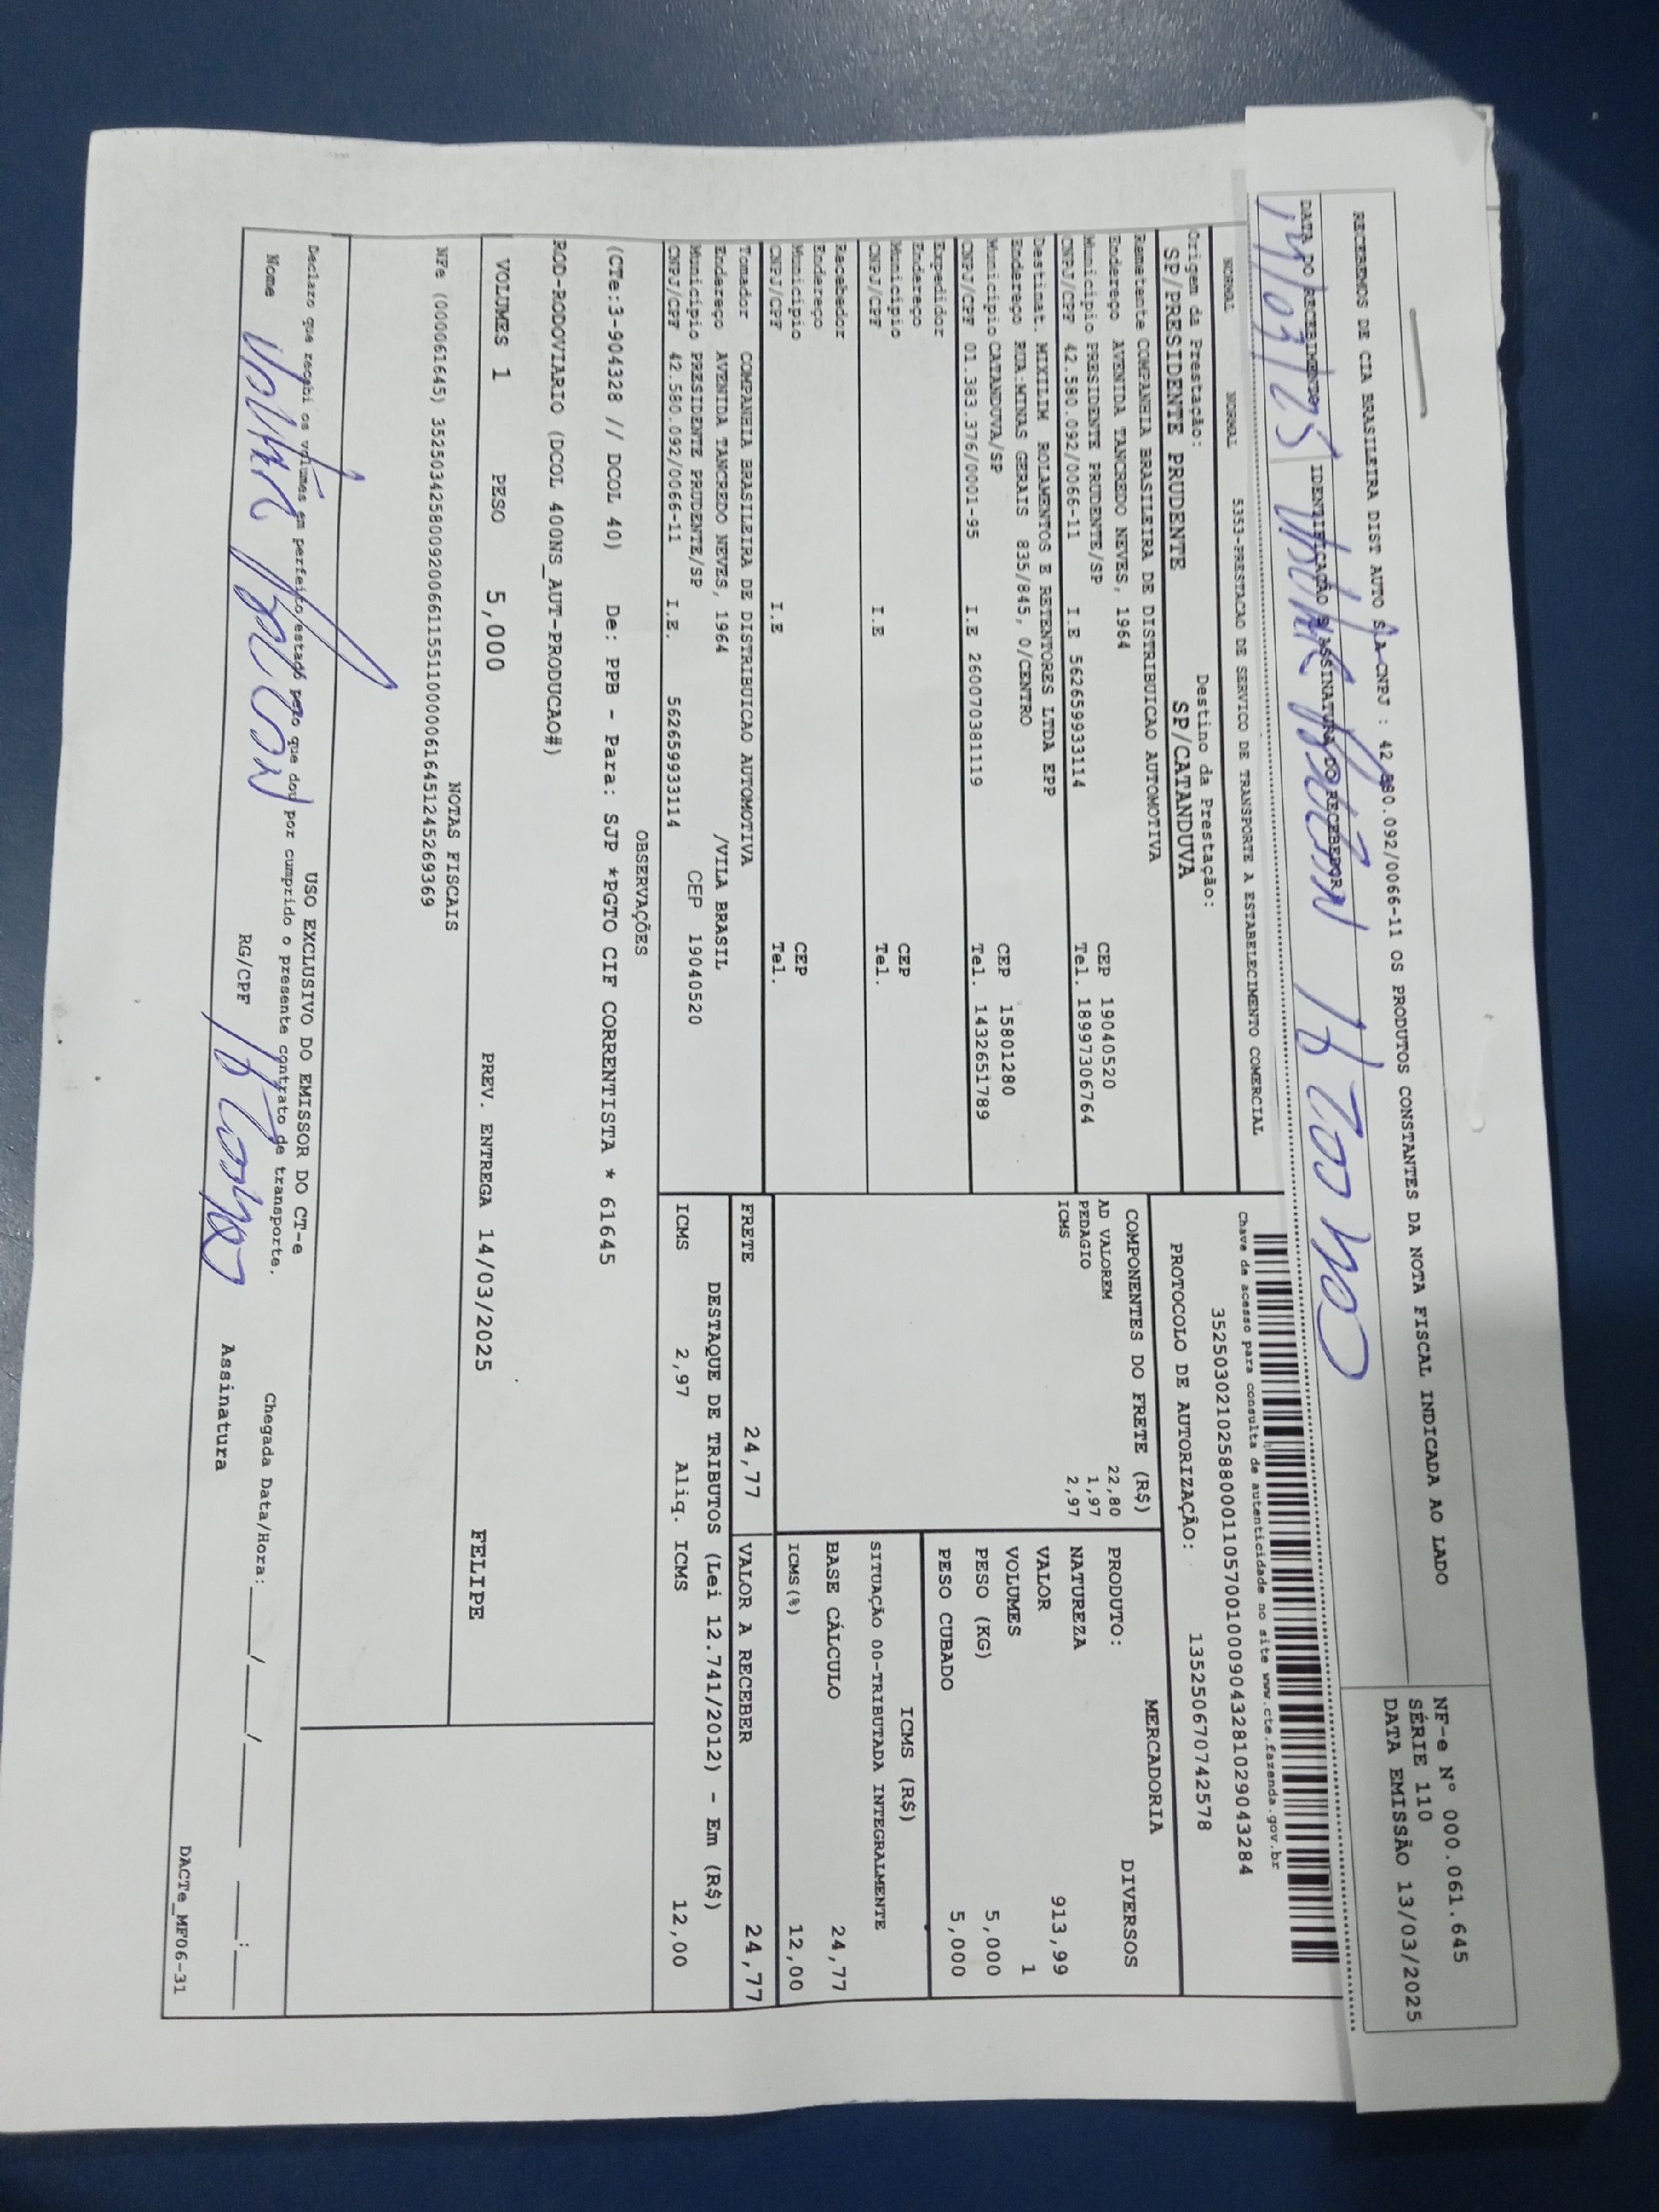 RECEBEMOS DE CIA BRASILEIRA DIST AUTO S.A CNPJ : 42.580.092/0066-11 OS PRODUTOS CONSTANTES DA NOTA FISCAL INDICADA AO LADO
NF-e Nº 000.061.645
SÉRIE 110
DATA EMISSÃO 13/03/2025
DATA DO RECEBIMENTO
IDENTIFICAÇÃO E ASSINATURA DO RECEBEDOR
14/03/25
NORMAL NORMAL 5353-PRESTACAO DE SERVICO DE TRANSPORTE A ESTABELECIMENTO COMERCIAL
Chave de acesso para consulta de autenticidade no site www.cte.fazenda.gov.br
35250302102588000110570010009043281029043284
Origem da Prestação: Destino da Prestação:
SP/PRESIDENTE PRUDENTE SP/CATANDUVA
PROTOCOLO DE AUTORIZAÇÃO: 135250670742578
Remetente COMPANHIA BRASILEIRA DE DISTRIBUICAO AUTOMOTIVA
Endereço AVENIDA TANCREDO NEVES, 1964 CEP 19040520
Município PRESIDENTE PRUDENTE/SP Tel. 18997306764
CNPJ/CPF 42.580.092/0066-11 I.E 562659933114
Destinat. MIXILIM ROLAMENTOS E RETENTORES LTDA EPP
Endereço RUA:MINAS GERAIS 835/845, 0/CENTRO
Município CATANDUVA/SP CEP 15801280
CNPJ/CPF 01.383.376/0001-95 I.E 260070381119 Tel. 1432651789
Expedidor
Endereço
Município CEP
CNPJ/CPF I.E Tel.
Recebedor
Endereço
Município CEP
CNPJ/CPF I.E Tel.
COMPONENTES DO FRETE (R$)
AD VALOREM 22,80
PEDAGIO 1,97
ICMS 2,97
MERCADORIA
PRODUTO: DIVERSOS
NATUREZA
VALOR 913,99
VOLUMES 1
PESO (KG) 5,000
PESO CUBADO 5,000
ICMS (R$)
SITUAÇÃO 00-TRIBUTADA INTEGRALMENTE
BASE CÁLCULO 24,77
ICMS(%) 12,00
Tomador COMPANHIA BRASILEIRA DE DISTRIBUICAO AUTOMOTIVA
Endereço AVENIDA TANCREDO NEVES, 1964 /VILA BRASIL
Município PRESIDENTE PRUDENTE/SP CEP 19040520
CNPJ/CPF 42.580.092/0066-11 I.E. 562659933114
FRETE 24,77 VALOR A RECEBER 24,77
DESTAQUE DE TRIBUTOS (Lei 12.741/2012) - Em (R$)
ICMS 2,97 Aliq. ICMS 12,00
OBSERVAÇÕES
(CTe:3-904328 // DCOL 40) De: PPB - Para: SJP *PGTO CIF CORRENTISTA * 61645
ROD-RODOVIARIO (DCOL 400NS_AUT-PRODUCAO#)
VOLUMES 1 PESO 5,000 PREV. ENTREGA 14/03/2025 FELIPE
NOTAS FISCAIS
NFe (000061645) 35250342580092006611551100000616451245269369
USO EXCLUSIVO DO EMISSOR DO CT-e
Declaro que recebi os volumes em perfeito estado pelo que dou por cumprido o presente contrato de transporte.
Chegada Data/Hora:____/____/______ ____:____
Nome RG/CPF Assinatura
DACTe_MF06-31